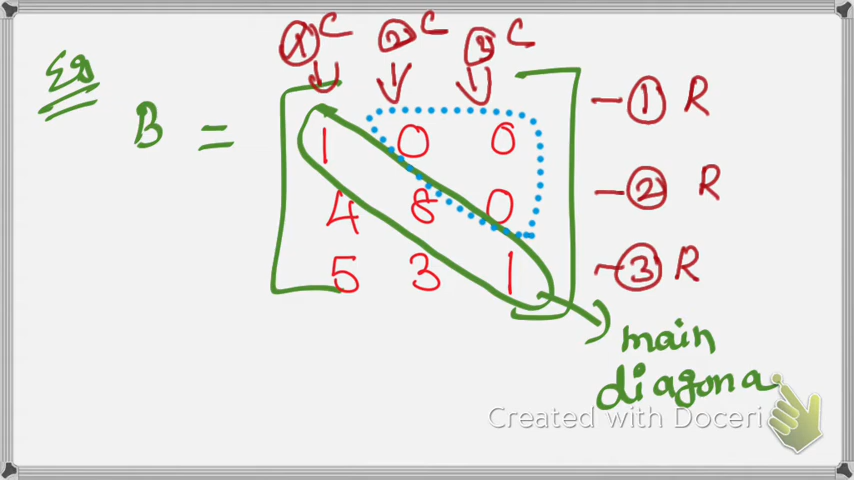 Eg
1 C 2 C 3 C
B =
1 0 0 - 1 R
4 8 0 - 2 R
5 3 1 - 3 R
main
diagona
Created with Doceri